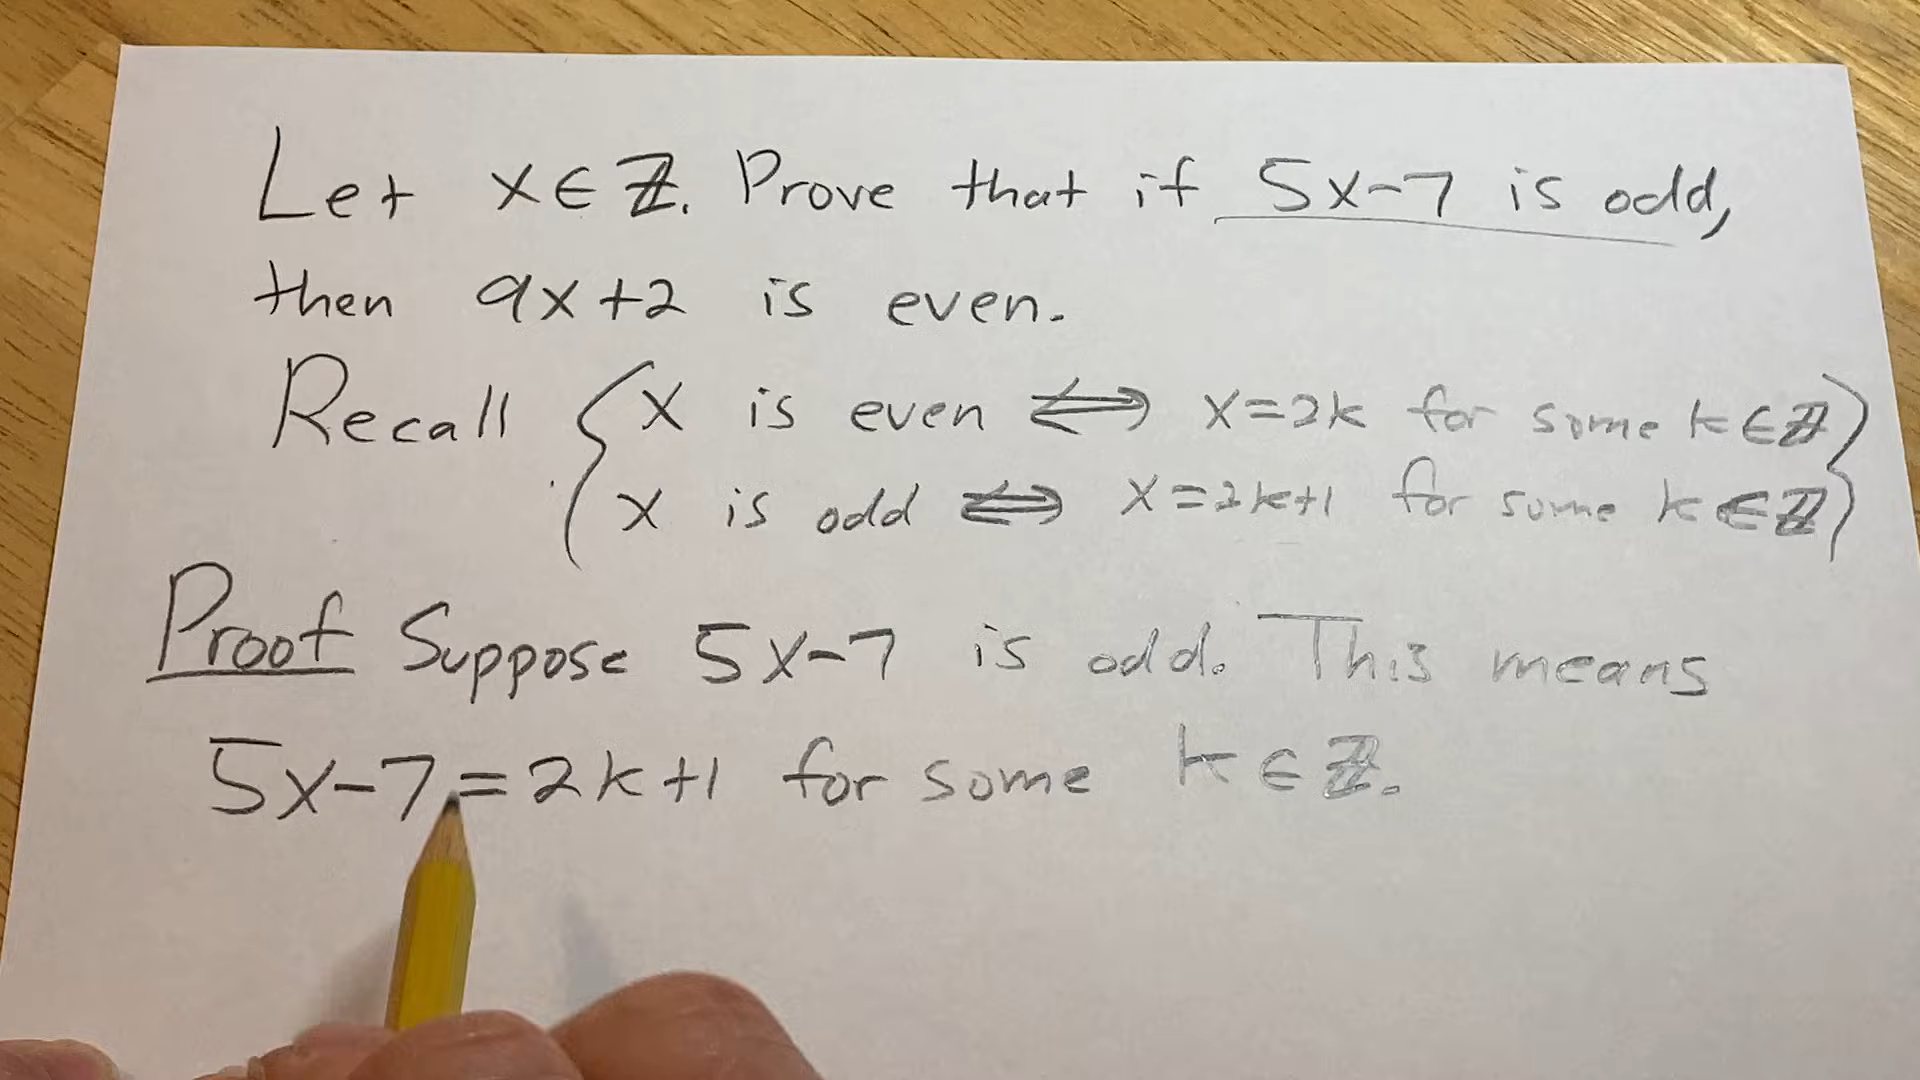 Let x∈ℤ. Prove that if 5x-7 is odd,
then 9x+2 is even.
Recall { x is even ⟺ x=2k for some k∈ℤ }
{ x is odd ⟺ x=2k+1 for some k∈ℤ }
Proof Suppose 5x-7 is odd. This means
5x-7=2k+1 for some k∈ℤ.